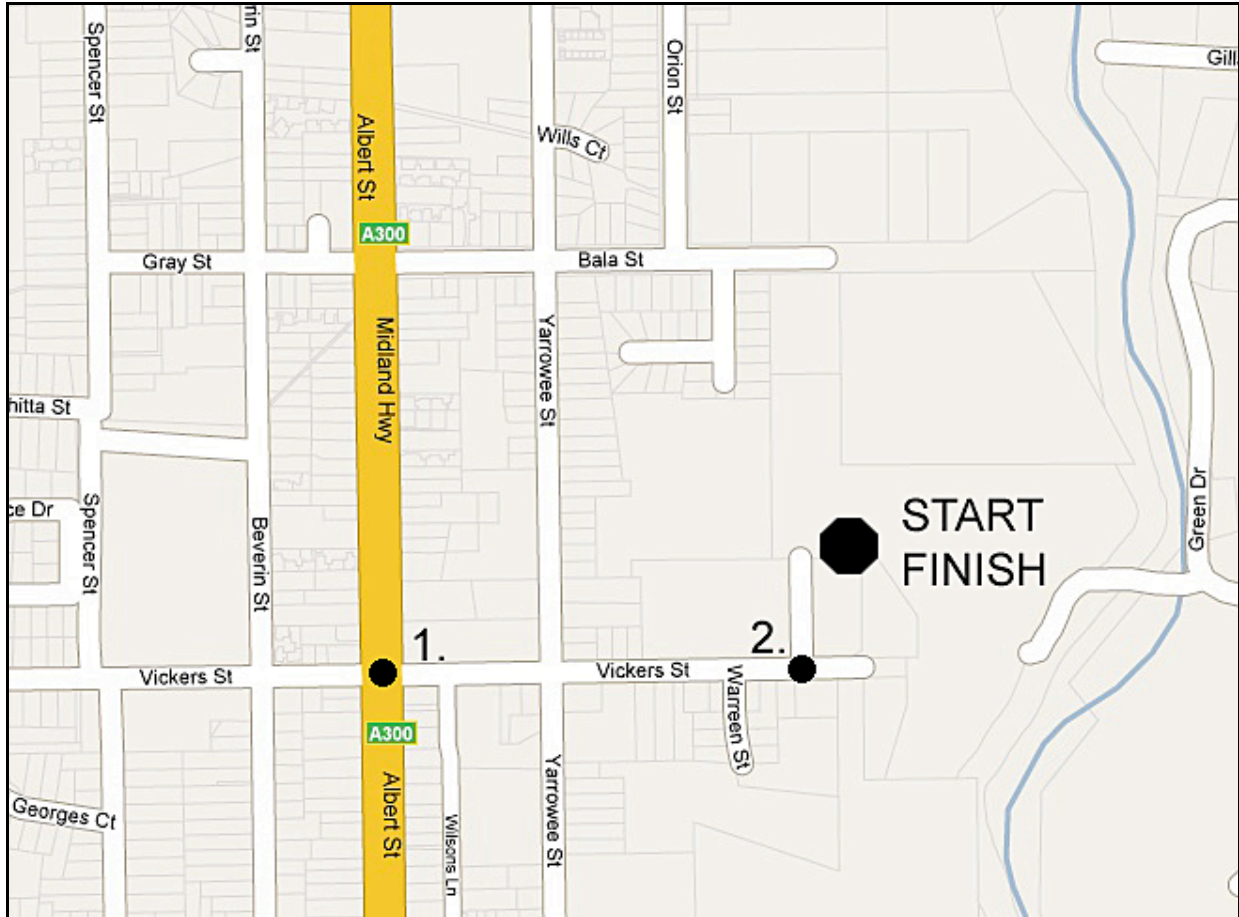 Spencer St
rin St
Albert St
A300
Orion St
Wills Ct
Gill
Gray St
Bala St
Midland Hwy
Yarrowee St
hitta St
ce Dr
Spencer St
Beverin St
START
FINISH
Green Dr
1.
2.
Vickers St
Vickers St
Warreen St
A300
Albert St
Yarrowee St
Georges Ct
Wilsons Ln